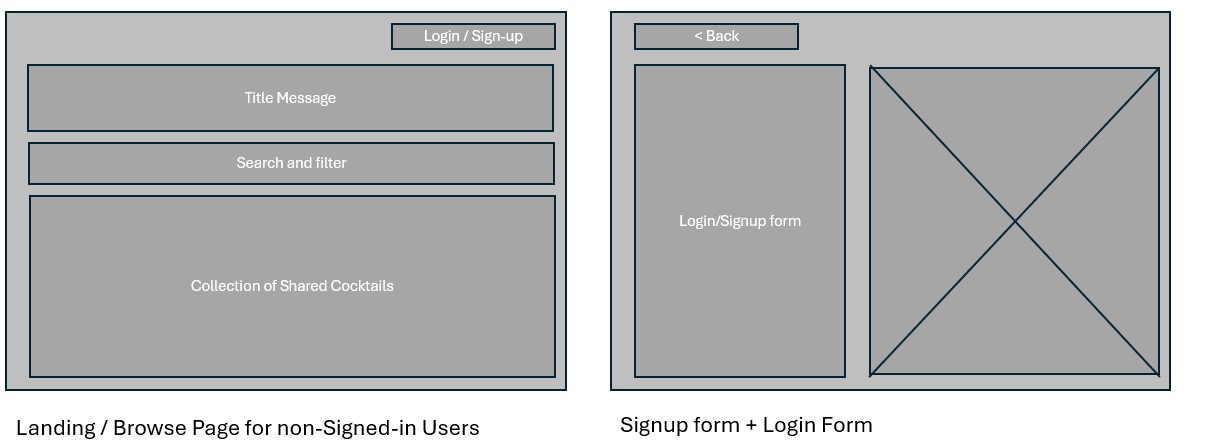 Login / Sign-up
Title Message
Search and filter
Collection of Shared Cocktails
Landing / Browse Page for non-Signed-in Users
< Back
Login/Signup form
Signup form + Login Form